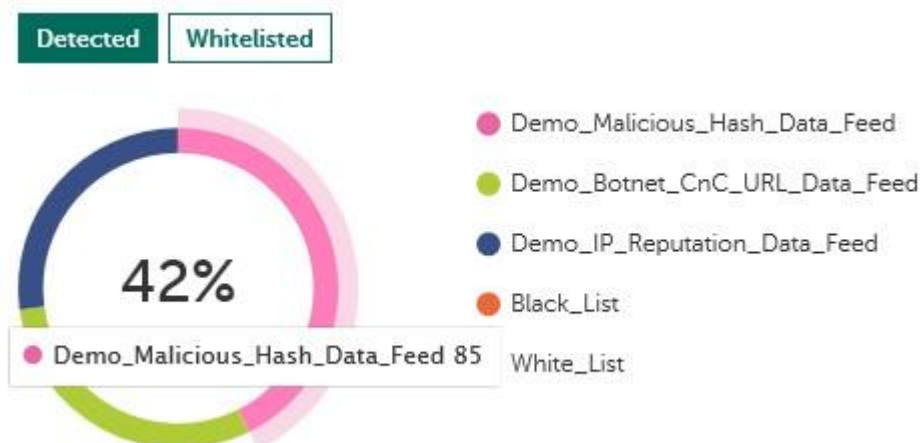 Detected Whitelisted
Demo_Malicious_Hash_Data_Feed
Demo_Botnet_CnC_URL_Data_Feed
Demo_IP_Reputation_Data_Feed
42%
Black_List
Demo_Malicious_Hash_Data_Feed 85
White_List